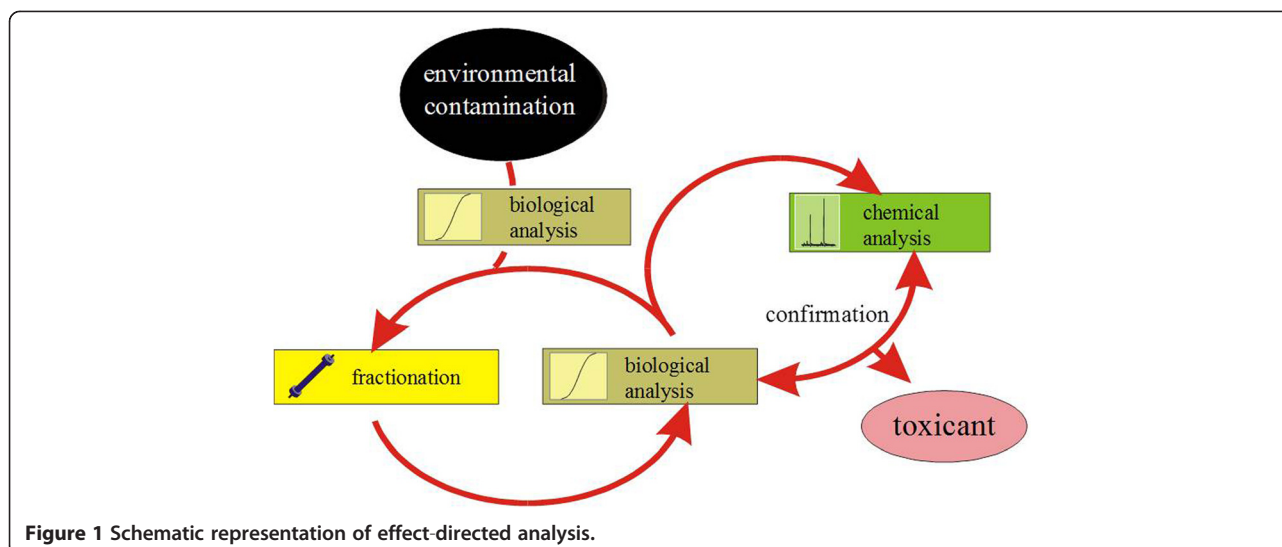 environmental
contamination
biological
analysis
chemical
analysis
confirmation
fractionation
biological
analysis
toxicant
Figure 1 Schematic representation of effect-directed analysis.